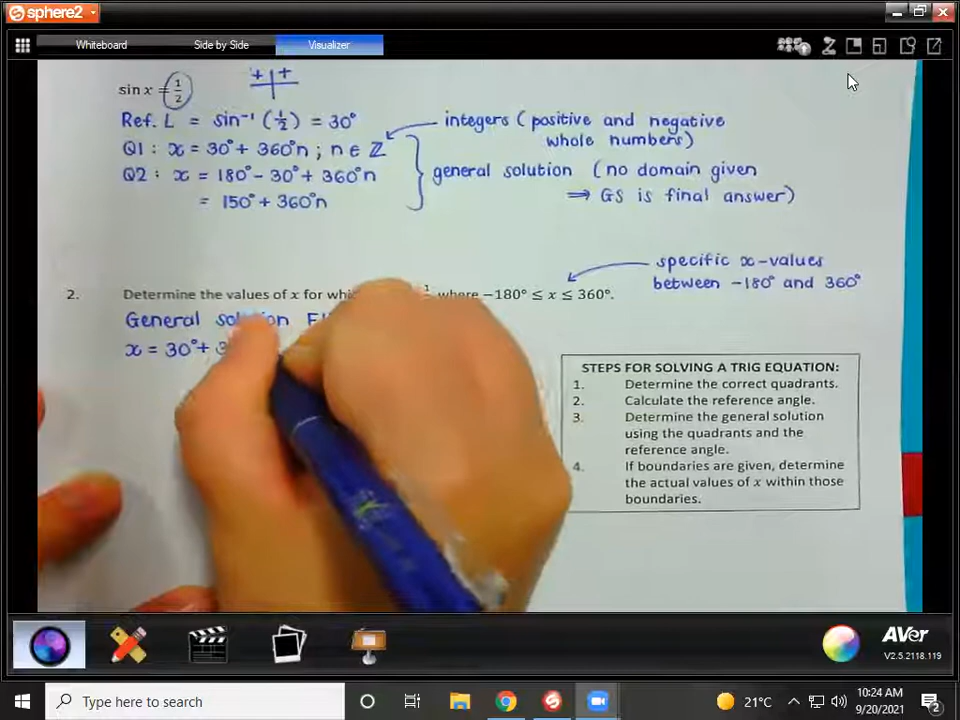 sphere2
Whiteboard
Side by Side
Visualizer
sin x = 1/2
+ +
Ref. L = sin⁻¹ (1/2) = 30°
integers (positive and negative
whole numbers)
Q1 : x = 30° + 360°n ; n ∈ ℤ
Q2 : x = 180° - 30° + 360°n
= 150° + 360°n
general solution (no domain given
⇒ GS is final answer)
specific x-values
between -180° and 360°
2. Determine the values of x for where −180° ≤ x ≤ 360°.
General solution
x = 30° +
STEPS FOR SOLVING A TRIG EQUATION:
1. Determine the correct quadrants.
2. Calculate the reference angle.
3. Determine the general solution
using the quadrants and the
reference angle.
4. If boundaries are given, determine
the actual values of x within those
boundaries.
AVer
V2.5.2118.119
Type here to search
21°C
10:24 AM
9/20/2021
2